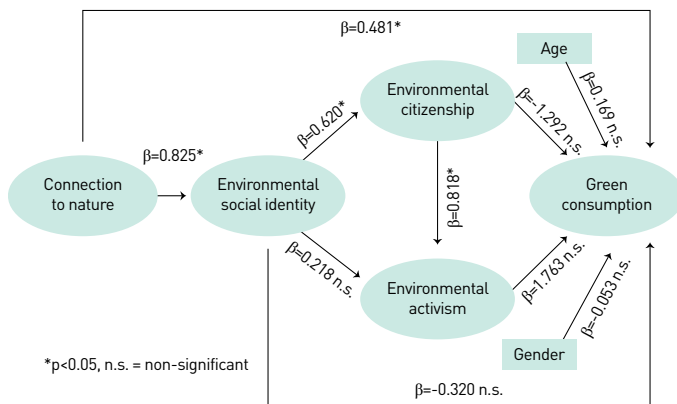 β=0.481*
Age
Environmental
citizenship
β=0.169 n.s.
β=-1.292 n.s.
β=0.620*
β=0.825*
Connection
to nature
Environmental
social identity
β=0.818*
Green
consumption
β=0.218 n.s.
Environmental
activism
β=1.763 n.s.
β=-0.053 n.s.
Gender
*p<0.05, n.s. = non-significant
β=-0.320 n.s.